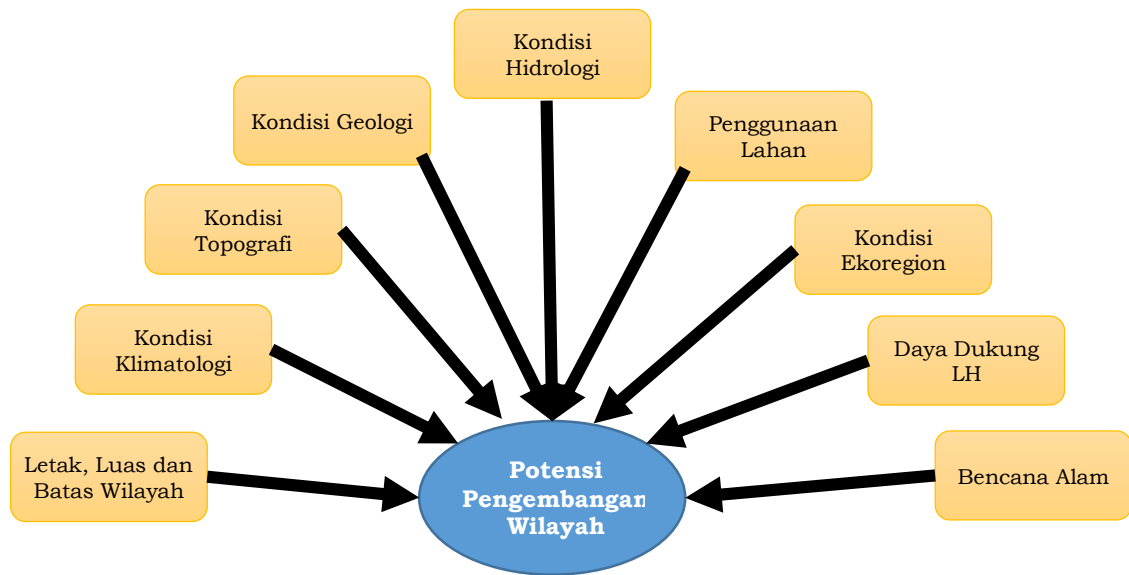 Kondisi
Hidrologi
Kondisi Geologi
Penggunaan
Lahan
Kondisi
Topografi
Kondisi
Ekoregion
Kondisi
Klimatologi
Daya Dukung
LH
Letak, Luas dan
Batas Wilayah
Potensi
Pengembangan
Wilayah
Bencana Alam